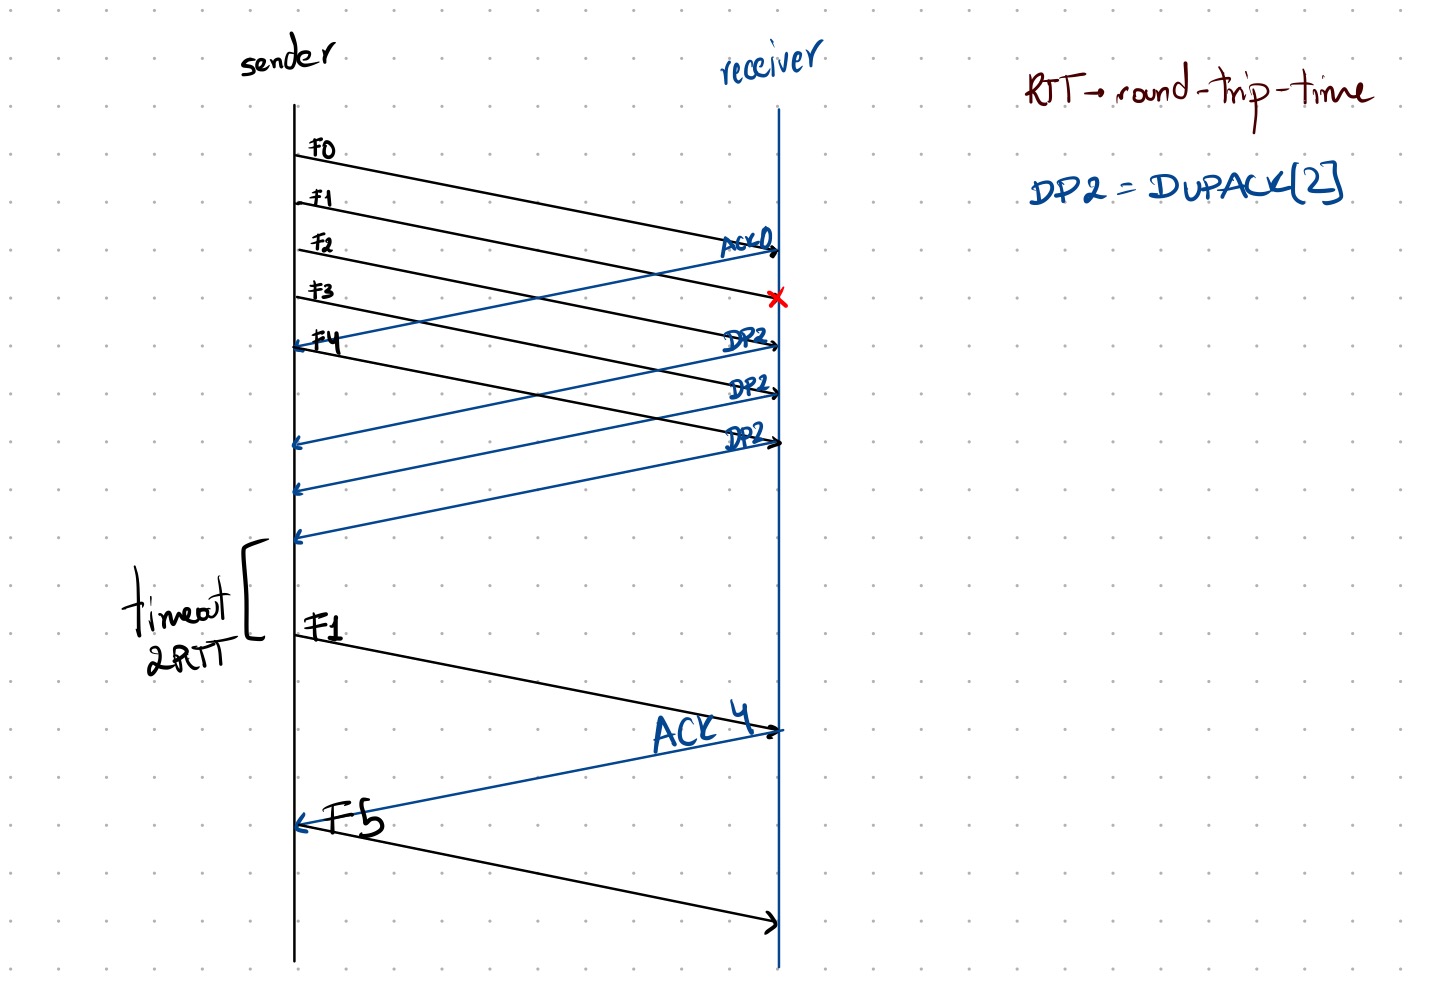 sender
receiver
RTT → round-trip-time
DP2 = DUPACK[2]
F0
F1
F2
ACK0
F3
F4
DP2
DP2
DP2
timeout
2RTT
F1
ACK 4
F5